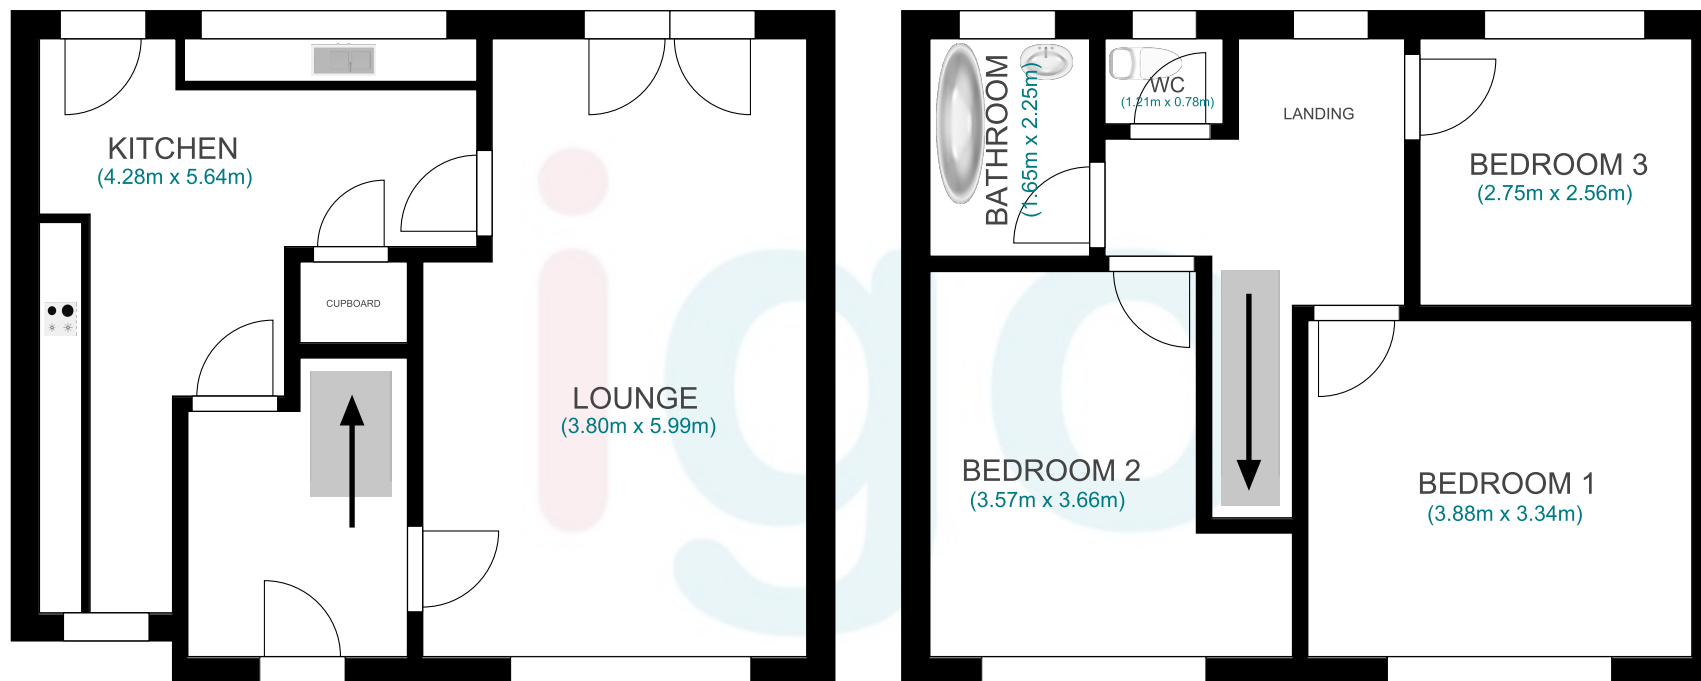 KITCHEN
(4.28m x 5.64m)
CUPBOARD
LOUNGE
(3.80m x 5.99m)
BATHROOM
(1.65m x 2.25m)
WC
(1.21m x 0.78m)
LANDING
BEDROOM 3
(2.75m x 2.56m)
BEDROOM 2
(3.57m x 3.66m)
BEDROOM 1
(3.88m x 3.34m)
igo